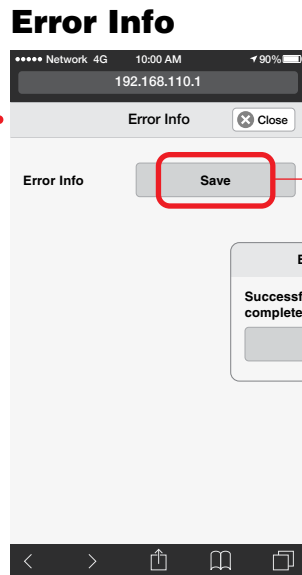 Error Info
Network 4G 10:00 AM 90%
192.168.110.1
Error Info Close
Error Info Save
E
Successf
complete